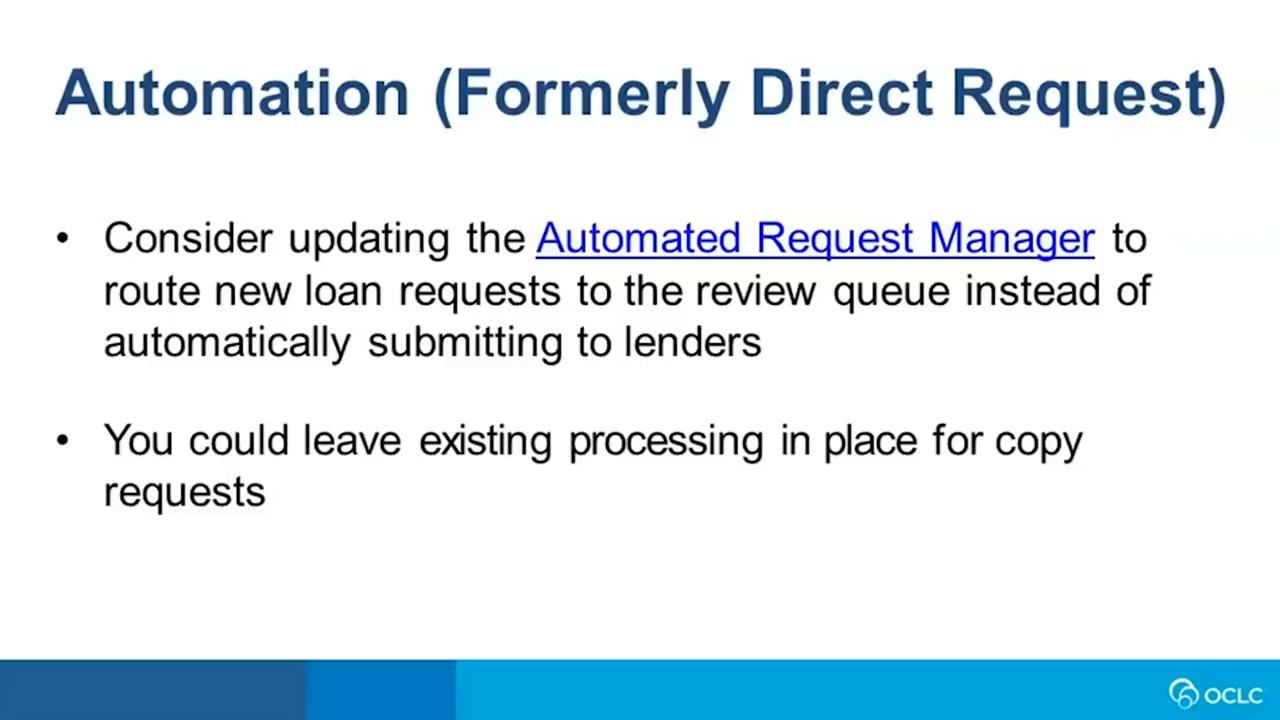 Automation (Formerly Direct Request)
• Consider updating the Automated Request Manager to
route new loan requests to the review queue instead of
automatically submitting to lenders
• You could leave existing processing in place for copy
requests
OCLC